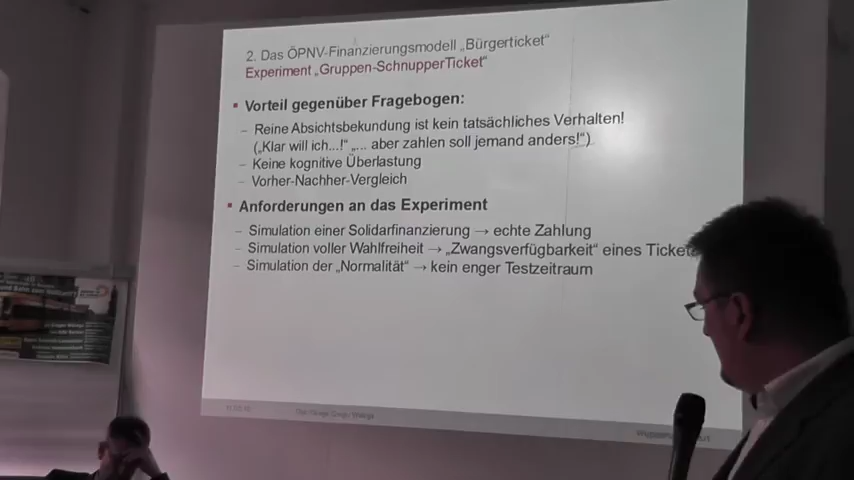 2. Das ÖPNV-Finanzierungsmodell „Bürgerticket“
Experiment „Gruppen-SchnupperTicket“
▪ Vorteil gegenüber Fragebogen:
– Reine Absichtsbekundung ist kein tatsächliches Verhalten!
(„Klar will ich...!“ „... aber zahlen soll jemand anders!“)
– Keine kognitive Überlastung
– Vorher-Nachher-Vergleich
▪ Anforderungen an das Experiment
– Simulation einer Solidarfinanzierung → echte Zahlung
– Simulation voller Wahlfreiheit → „Zwangsverfügbarkeit“ eines Tickets
– Simulation der „Normalität“ → kein enger Testzeitraum